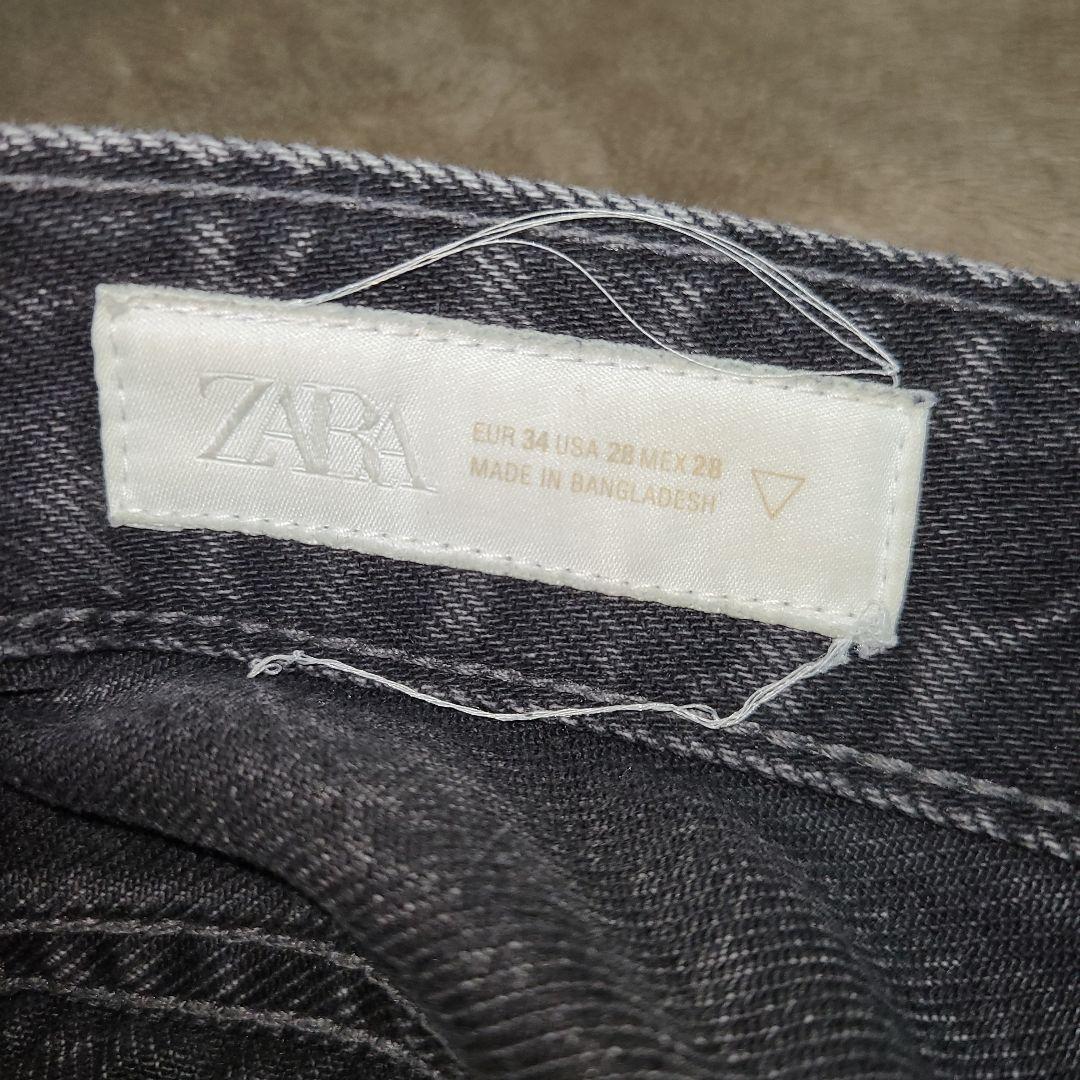 ZARA
EUR 34 USA 28 MEX 28
MADE IN BANGLADESH